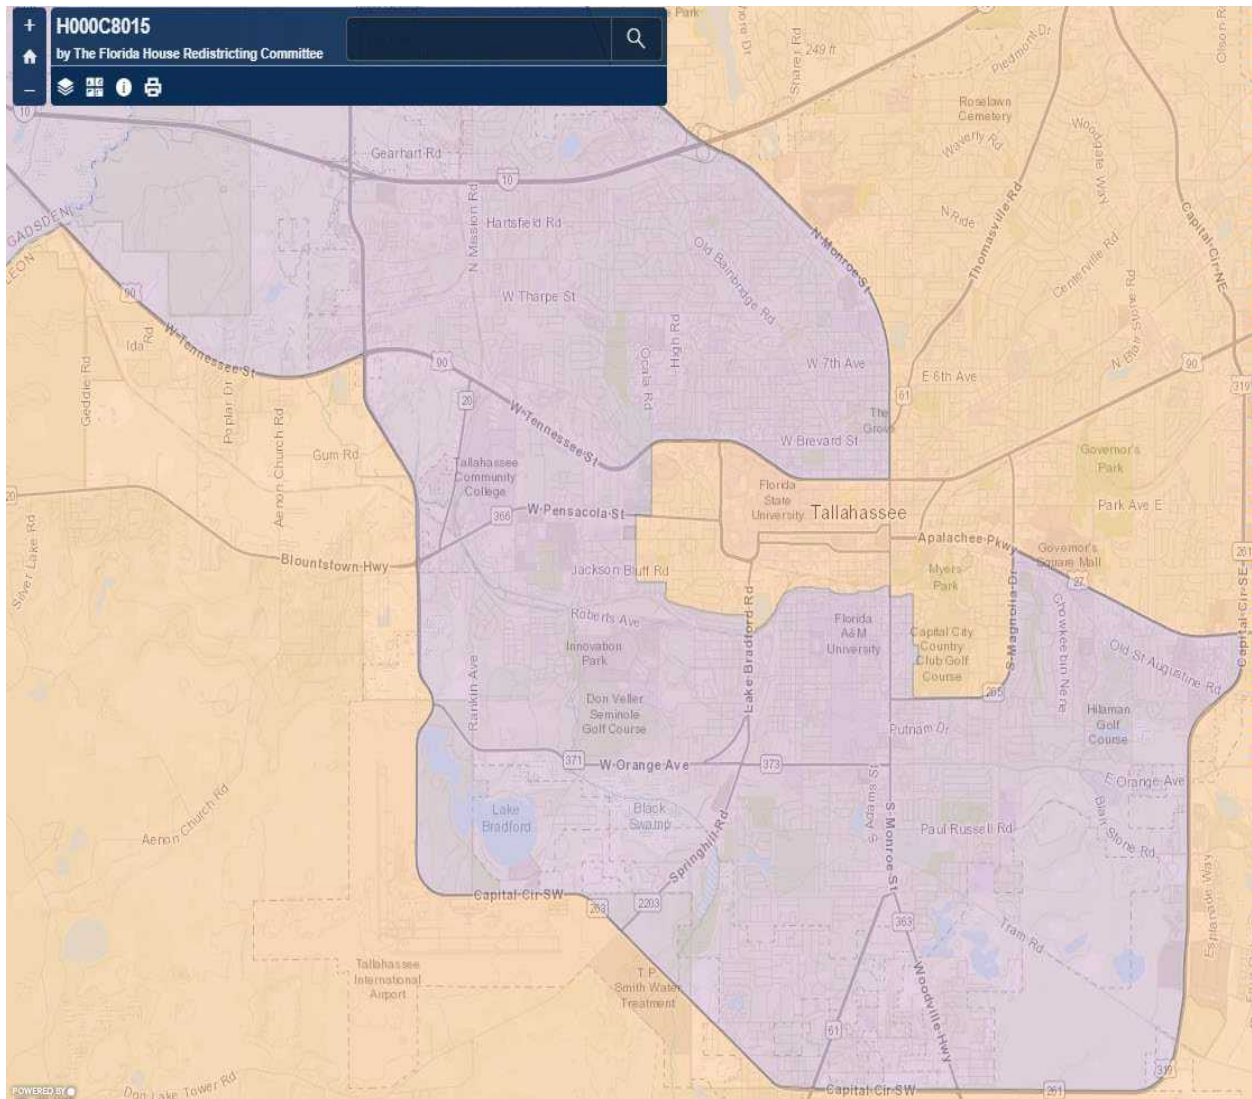 H000C8015
by The Florida House Redistricting Committee
Park
249 ft
Sharer Rd
Piedmont Dr
Olson R
10
Roselawn
Cemetery
Waverly Rd
Woodgate Way
Gearhart Rd
10
N Mission Rd
Hartsfield Rd
N Ride
Thomasville Rd
Capital Cir NE
GADSDEN
LEON
Old Bainbridge Rd
N Monroe St
Centerville Rd
90
W Tharpe St
High Rd
Ocala Rd
Ida Rd
W Tennessee St
90
W 7th Ave
E 6th Ave
90
319
Geddie Rd
Poplar Dr
Aenon Church Rd
20
61
The
Grove
W Tennessee St
W Brevard St
Gum Rd
Tallahassee
Community
College
Governor's
Park
20
Florida
State
University
Tallahassee
Park Ave E
366
W Pensacola St
Blountstown Hwy
Apalachee Pkwy
Governor's
Square Mall
261
Silver Lake Rd
Jackson Bluff Rd
Myers
Park
27
Roberts Ave
Lake Bradford Rd
Florida
A&M
University
S Magnolia Dr
Chowkeebin Nene
Capital Cir SE
Innovation
Park
Capital City
Country
Club Golf
Course
Old St Augustine Rd
Rankin Ave
Don Veller
Seminole
Golf Course
265
Hilaman
Golf
Course
Putnam Dr
371
W Orange Ave
373
E Orange Ave
Lake
Bradford
Black
Swamp
S Adams St
S Monroe St
Paul Russell Rd
Blair Stone Rd
Aenon Church Rd
Springhill Rd
Capital Cir SW
263
2203
363
Tram Rd
Esplanade Way
Tallahassee
International
Airport
T.P.
Smith Water
Treatment
Woodville Hwy
61
319
Don Lake Tower Rd
Capital Cir SW
261
POWERED BY